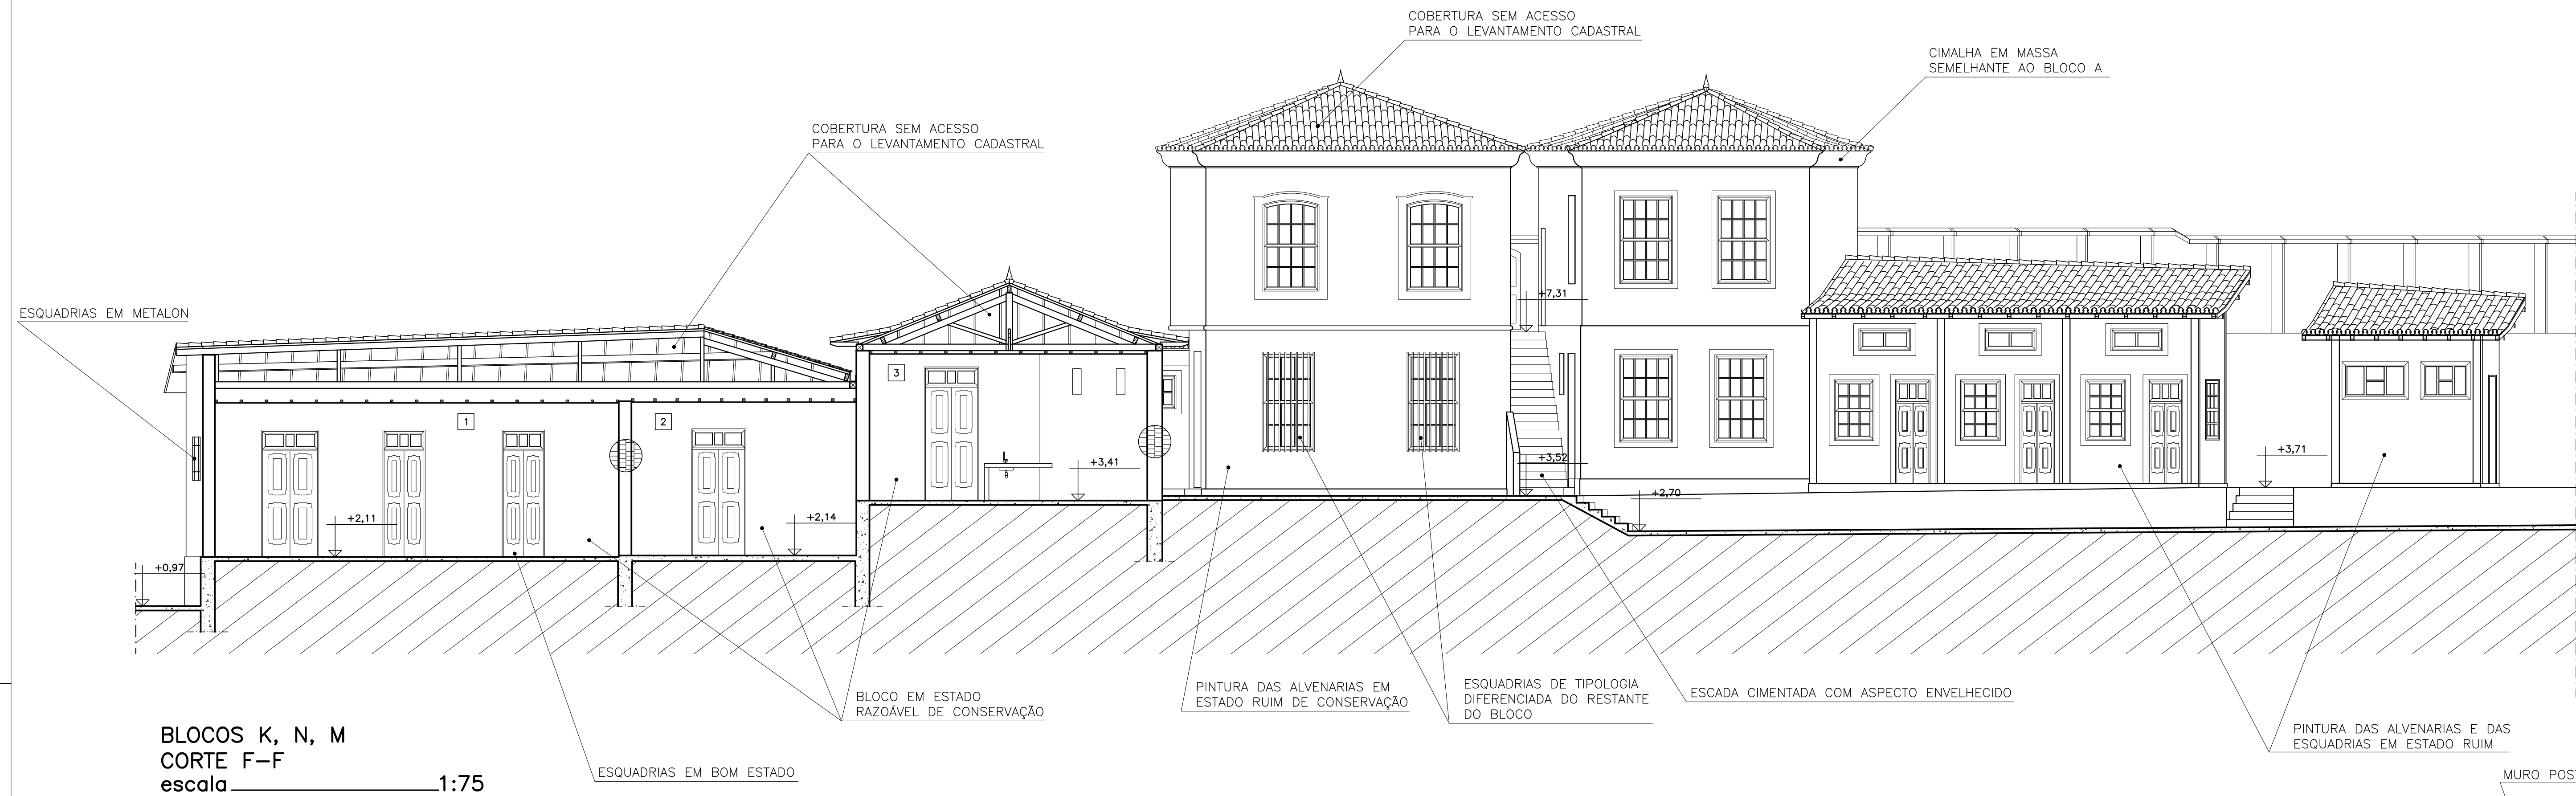 COBERTURA SEM ACESSO
PARA O LEVANTAMENTO CADASTRAL
CIMALHA EM MASSA
SEMELHANTE AO BLOCO A
COBERTURA SEM ACESSO
PARA O LEVANTAMENTO CADASTRAL
ESQUADRIAS EM METALON
+7,31
3
1
2
+3,41
+3,52
+3,71
+2,70
+2,11
+2,14
+0,97
BLOCO EM ESTADO
RAZOÁVEL DE CONSERVAÇÃO
PINTURA DAS ALVENARIAS EM
ESTADO RUIM DE CONSERVAÇÃO
ESQUADRIAS DE TIPOLOGIA
DIFERENCIADA DO RESTANTE
DO BLOCO
ESCADA CIMENTADA COM ASPECTO ENVELHECIDO
PINTURA DAS ALVENARIAS E DAS
ESQUADRIAS EM ESTADO RUIM
BLOCOS K, N, M
CORTE F-F
escala 1:75
ESQUADRIAS EM BOM ESTADO
MURO POST